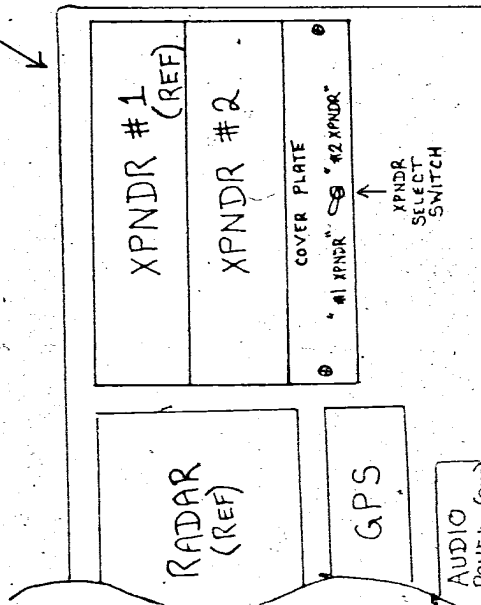 XPNDR #1
(REF)
XPNDR #2
COVER PLATE
"#1 XPNDR" "#2 XPNDR"
XPNDR
SELECT
SWITCH
RADAR
(REF)
GPS
AUDIO